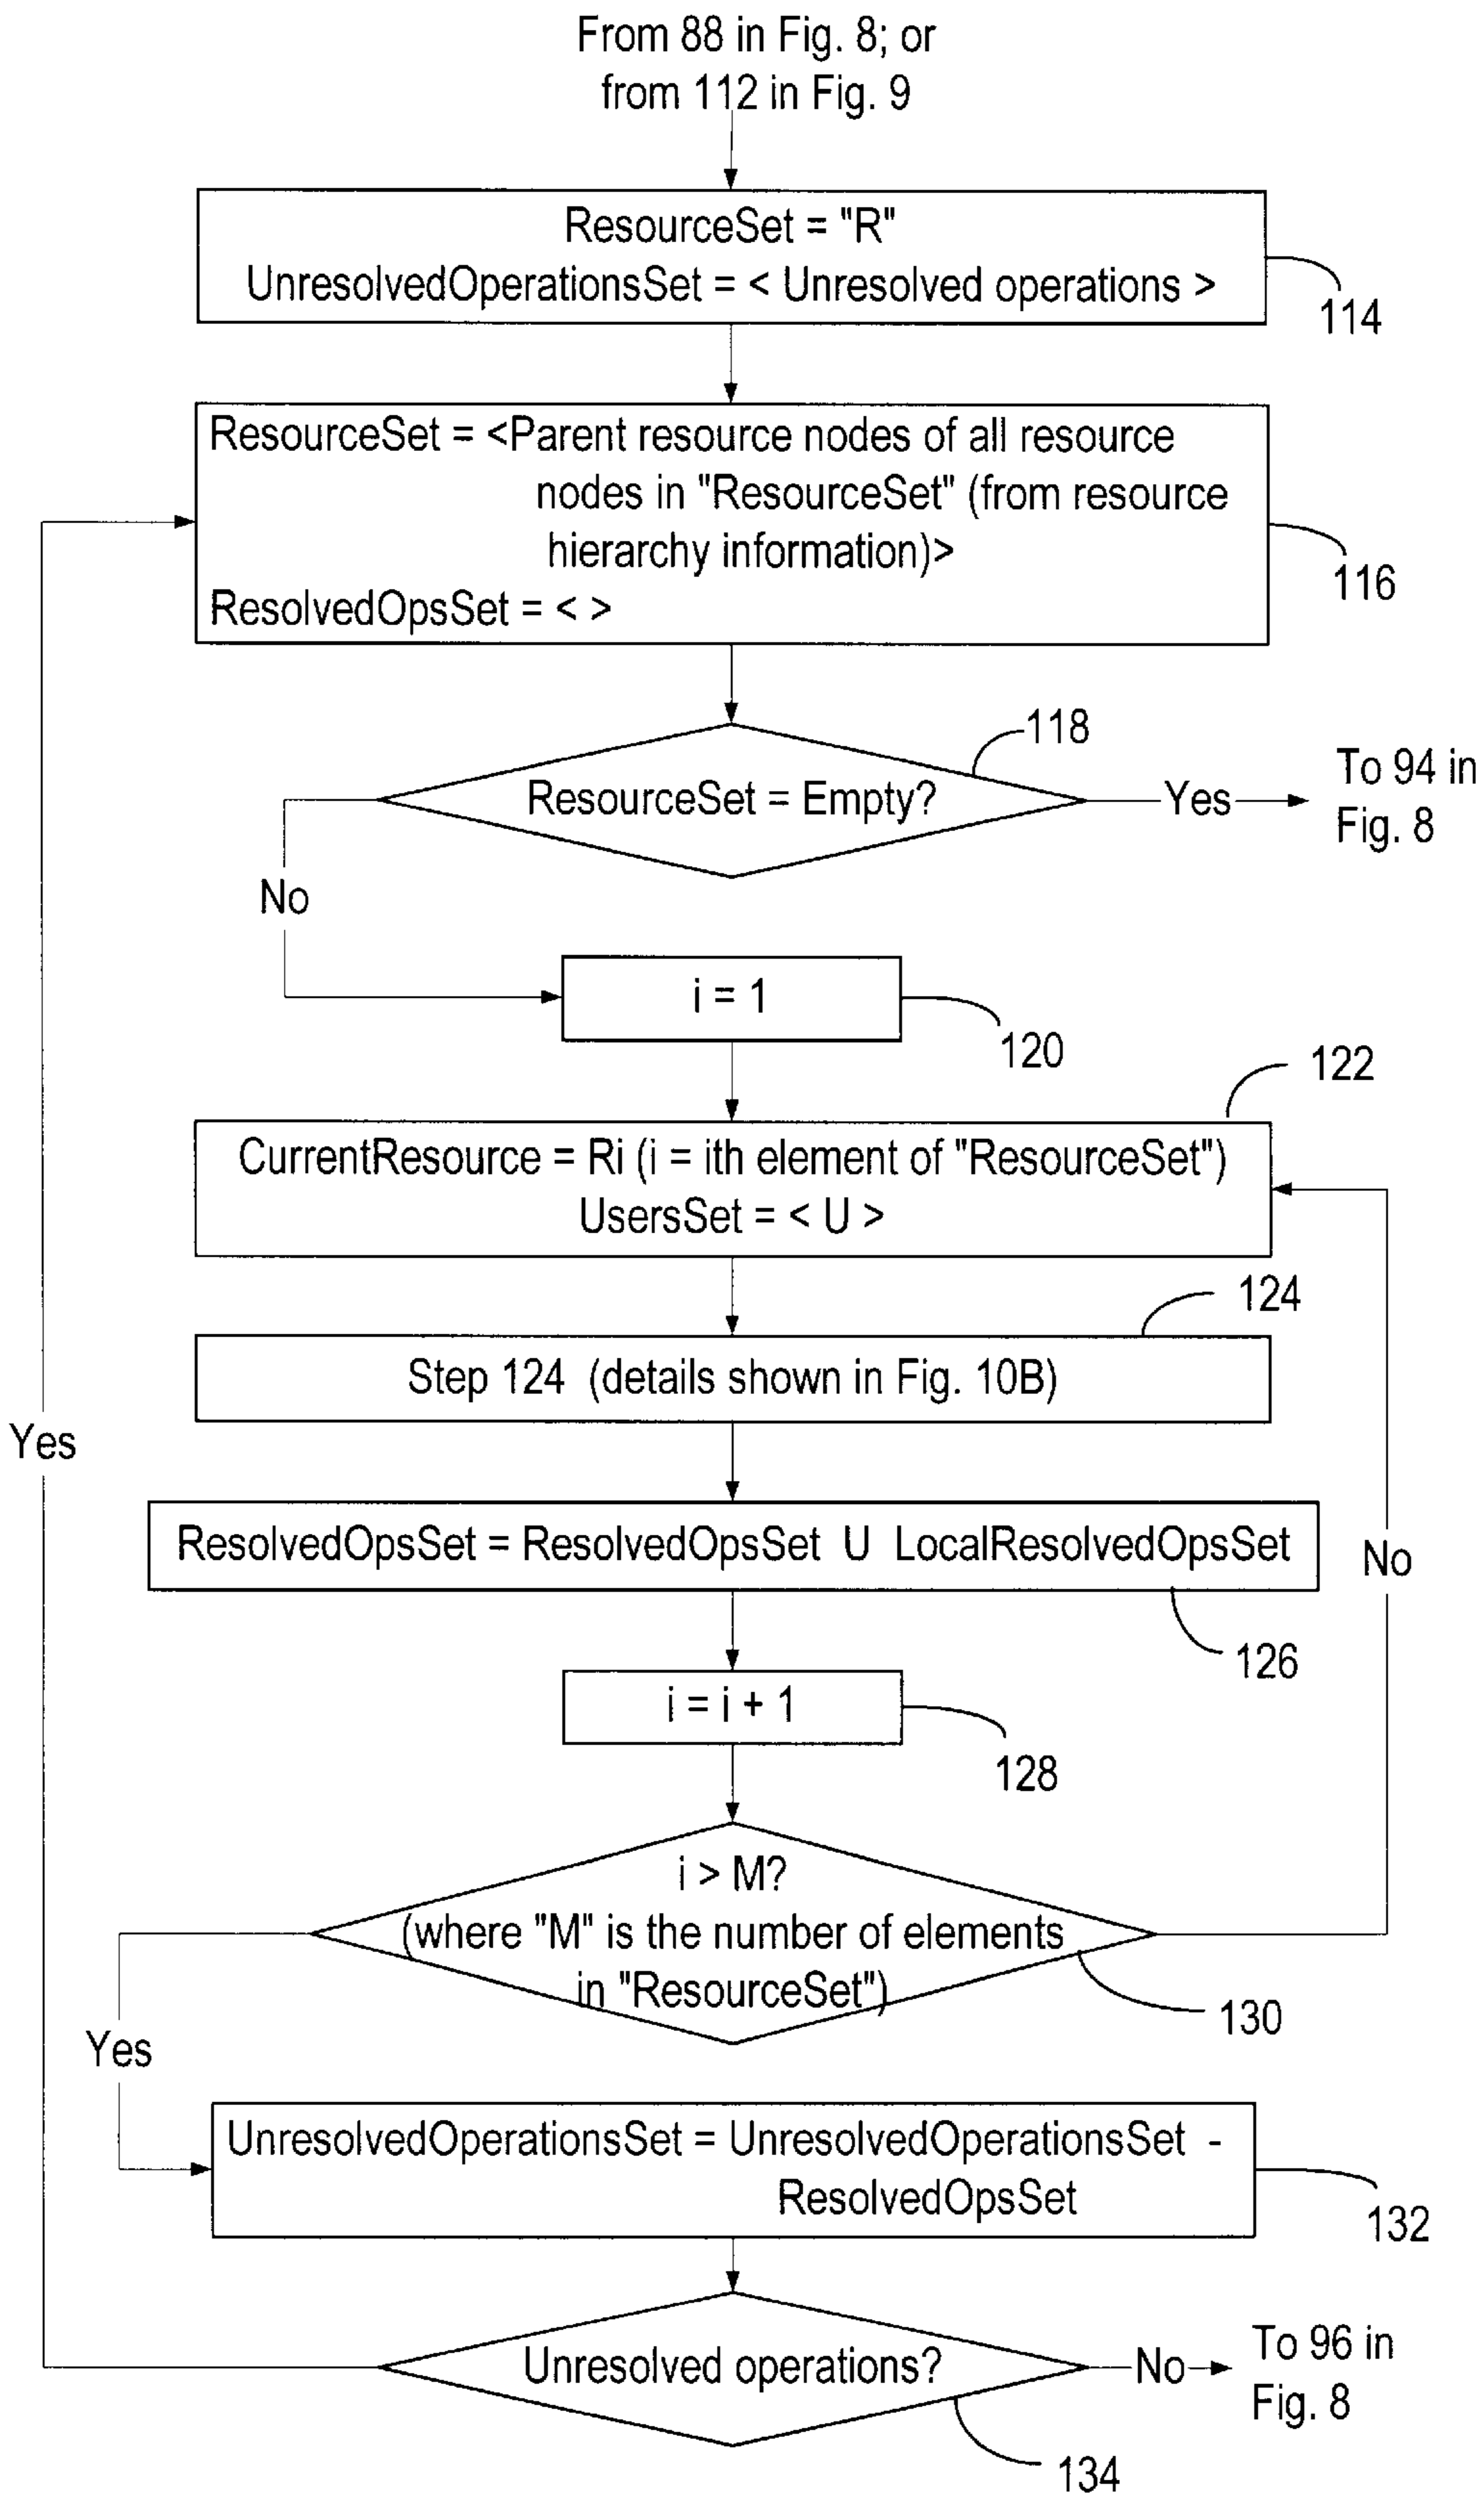 From 88 in Fig. 8; or
from 112 in Fig. 9
ResourceSet = "R"
UnresolvedOperationsSet = < Unresolved operations >
114
ResourceSet = <Parent resource nodes of all resource
nodes in "ResourceSet" (from resource
hierarchy information)>
ResolvedOpsSet = < >
116
118
ResourceSet = Empty?
Yes
To 94 in
Fig. 8
No
i = 1
120
122
CurrentResource = Ri (i = ith element of "ResourceSet")
UsersSet = < U >
124
Step 124 (details shown in Fig. 10B)
Yes
ResolvedOpsSet = ResolvedOpsSet U LocalResolvedOpsSet
No
126
i = i + 1
128
i > M?
(where "M" is the number of elements
in "ResourceSet")
130
Yes
UnresolvedOperationsSet = UnresolvedOperationsSet -
ResolvedOpsSet
132
Unresolved operations?
No
To 96 in
Fig. 8
134